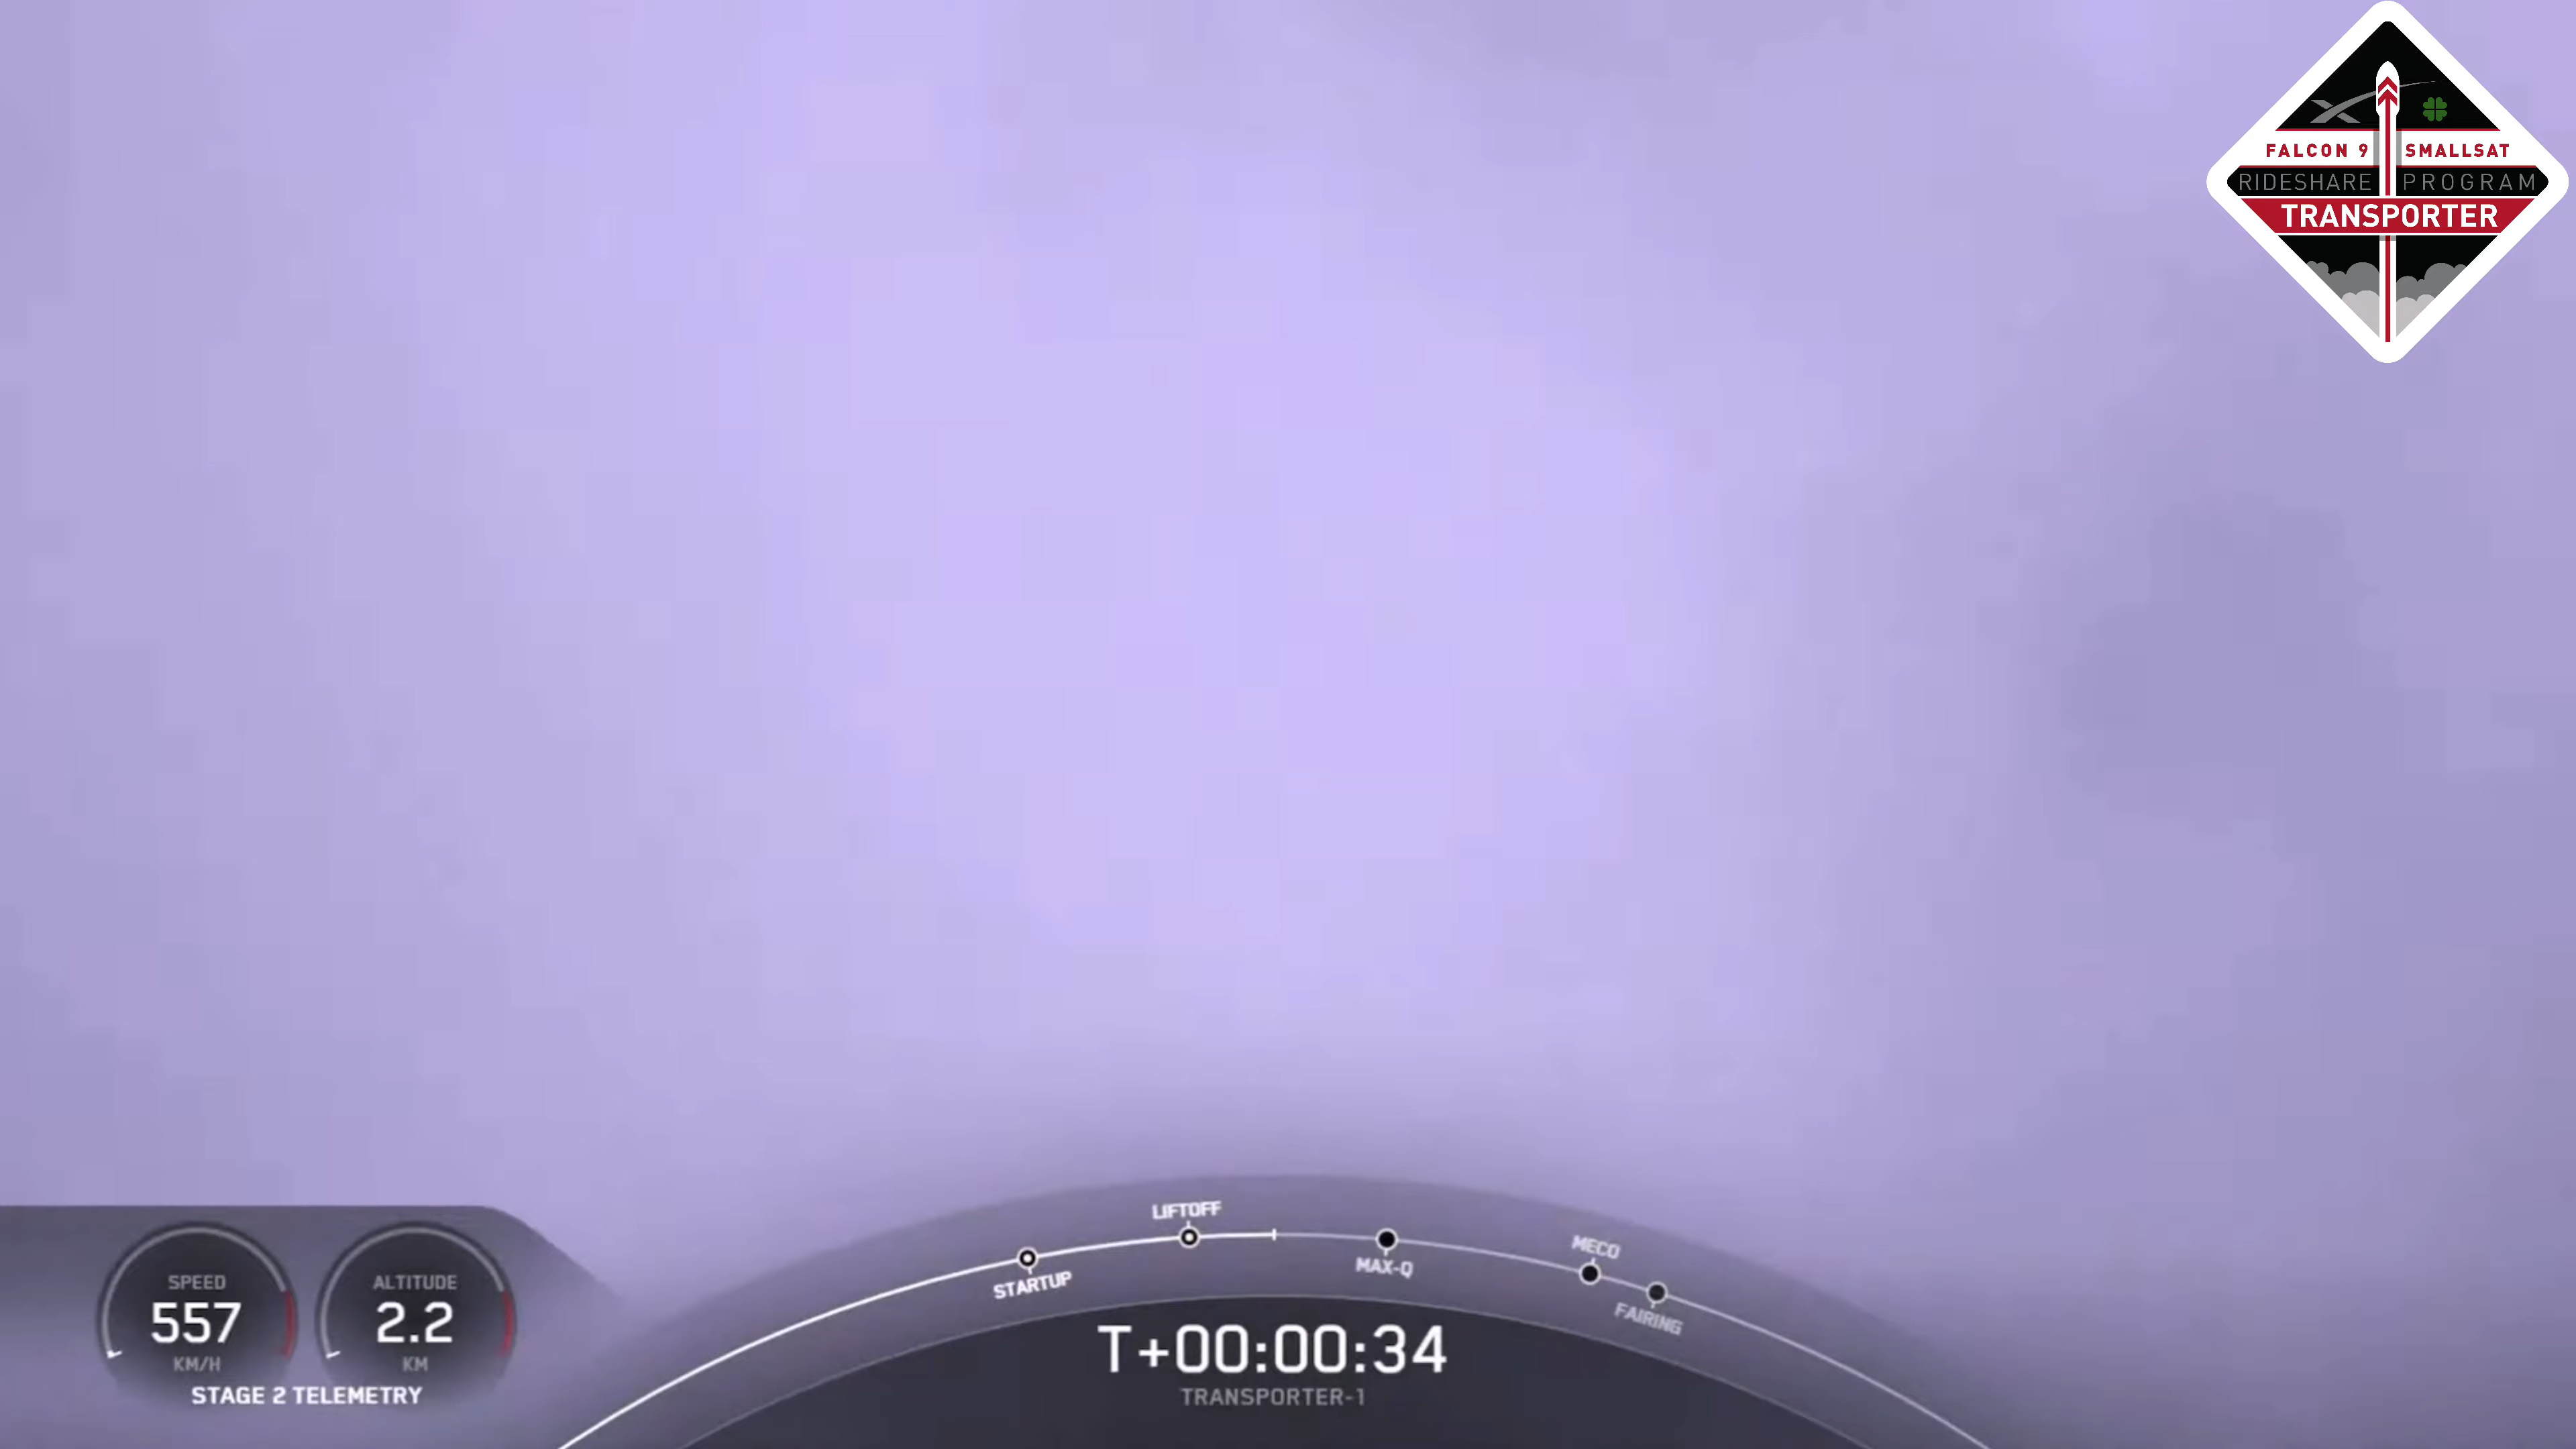 FALCON 9 SMALLSAT
RIDESHARE PROGRAM
TRANSPORTER
LIFTOFF
STARTUP
MAX-Q
MECO
FAIRING
SPEED
557
KM/H
ALTITUDE
2.2
KM
STAGE 2 TELEMETRY
T+00:00:34
TRANSPORTER-1